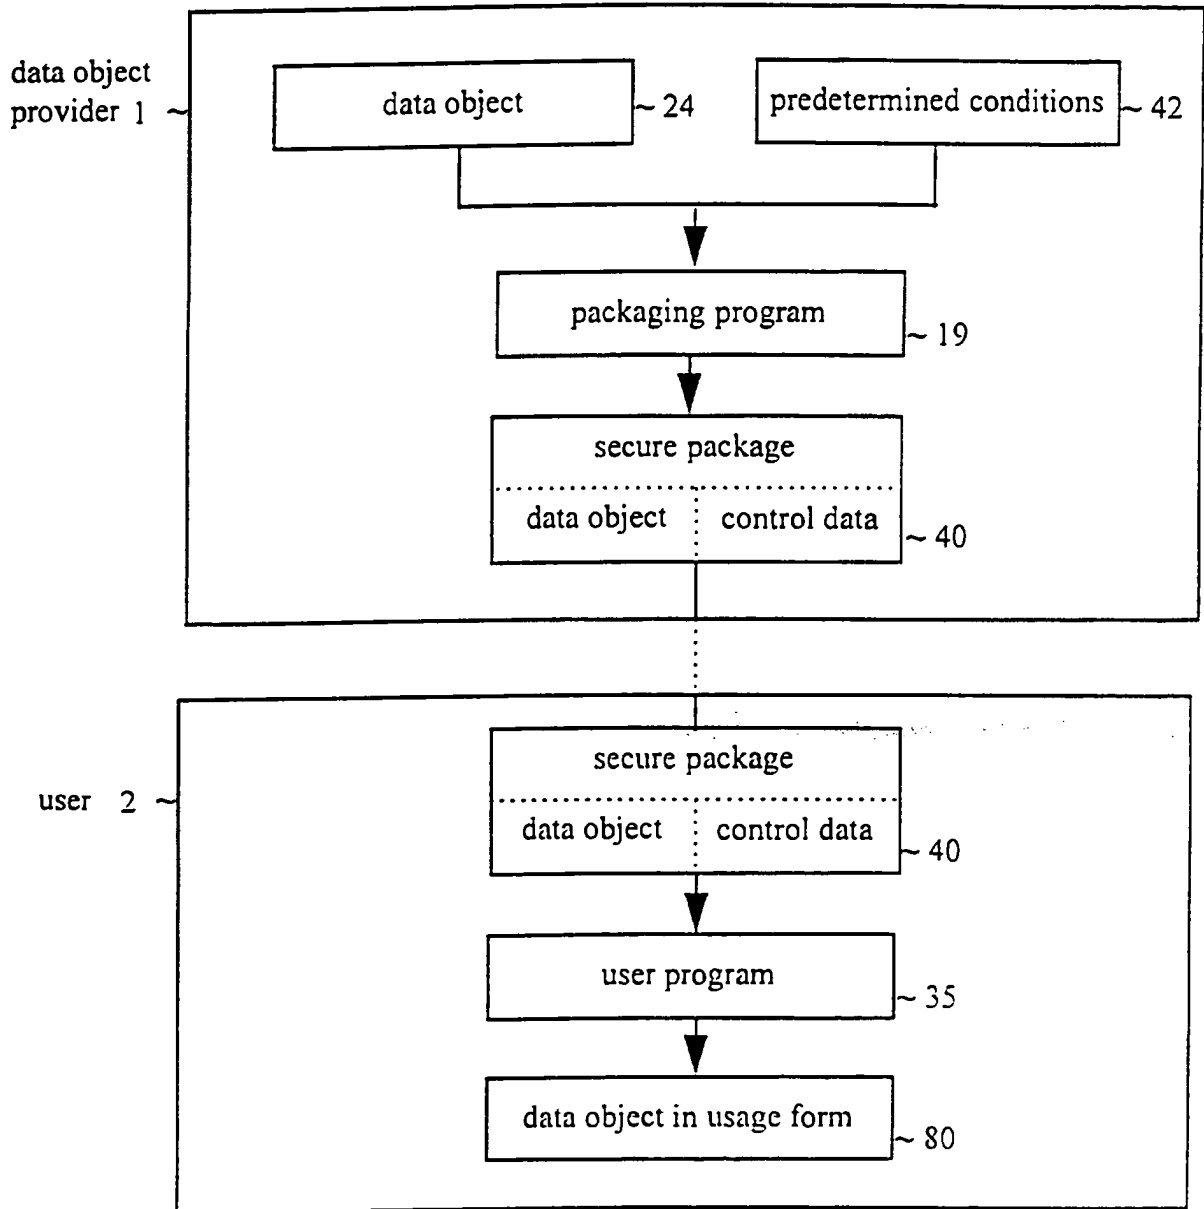 data object
provider 1 ~
data object ~ 24
predetermined conditions ~ 42
packaging program ~ 19
secure package
data object control data ~ 40
user 2 ~
secure package
data object control data ~ 40
user program ~ 35
data object in usage form ~ 80